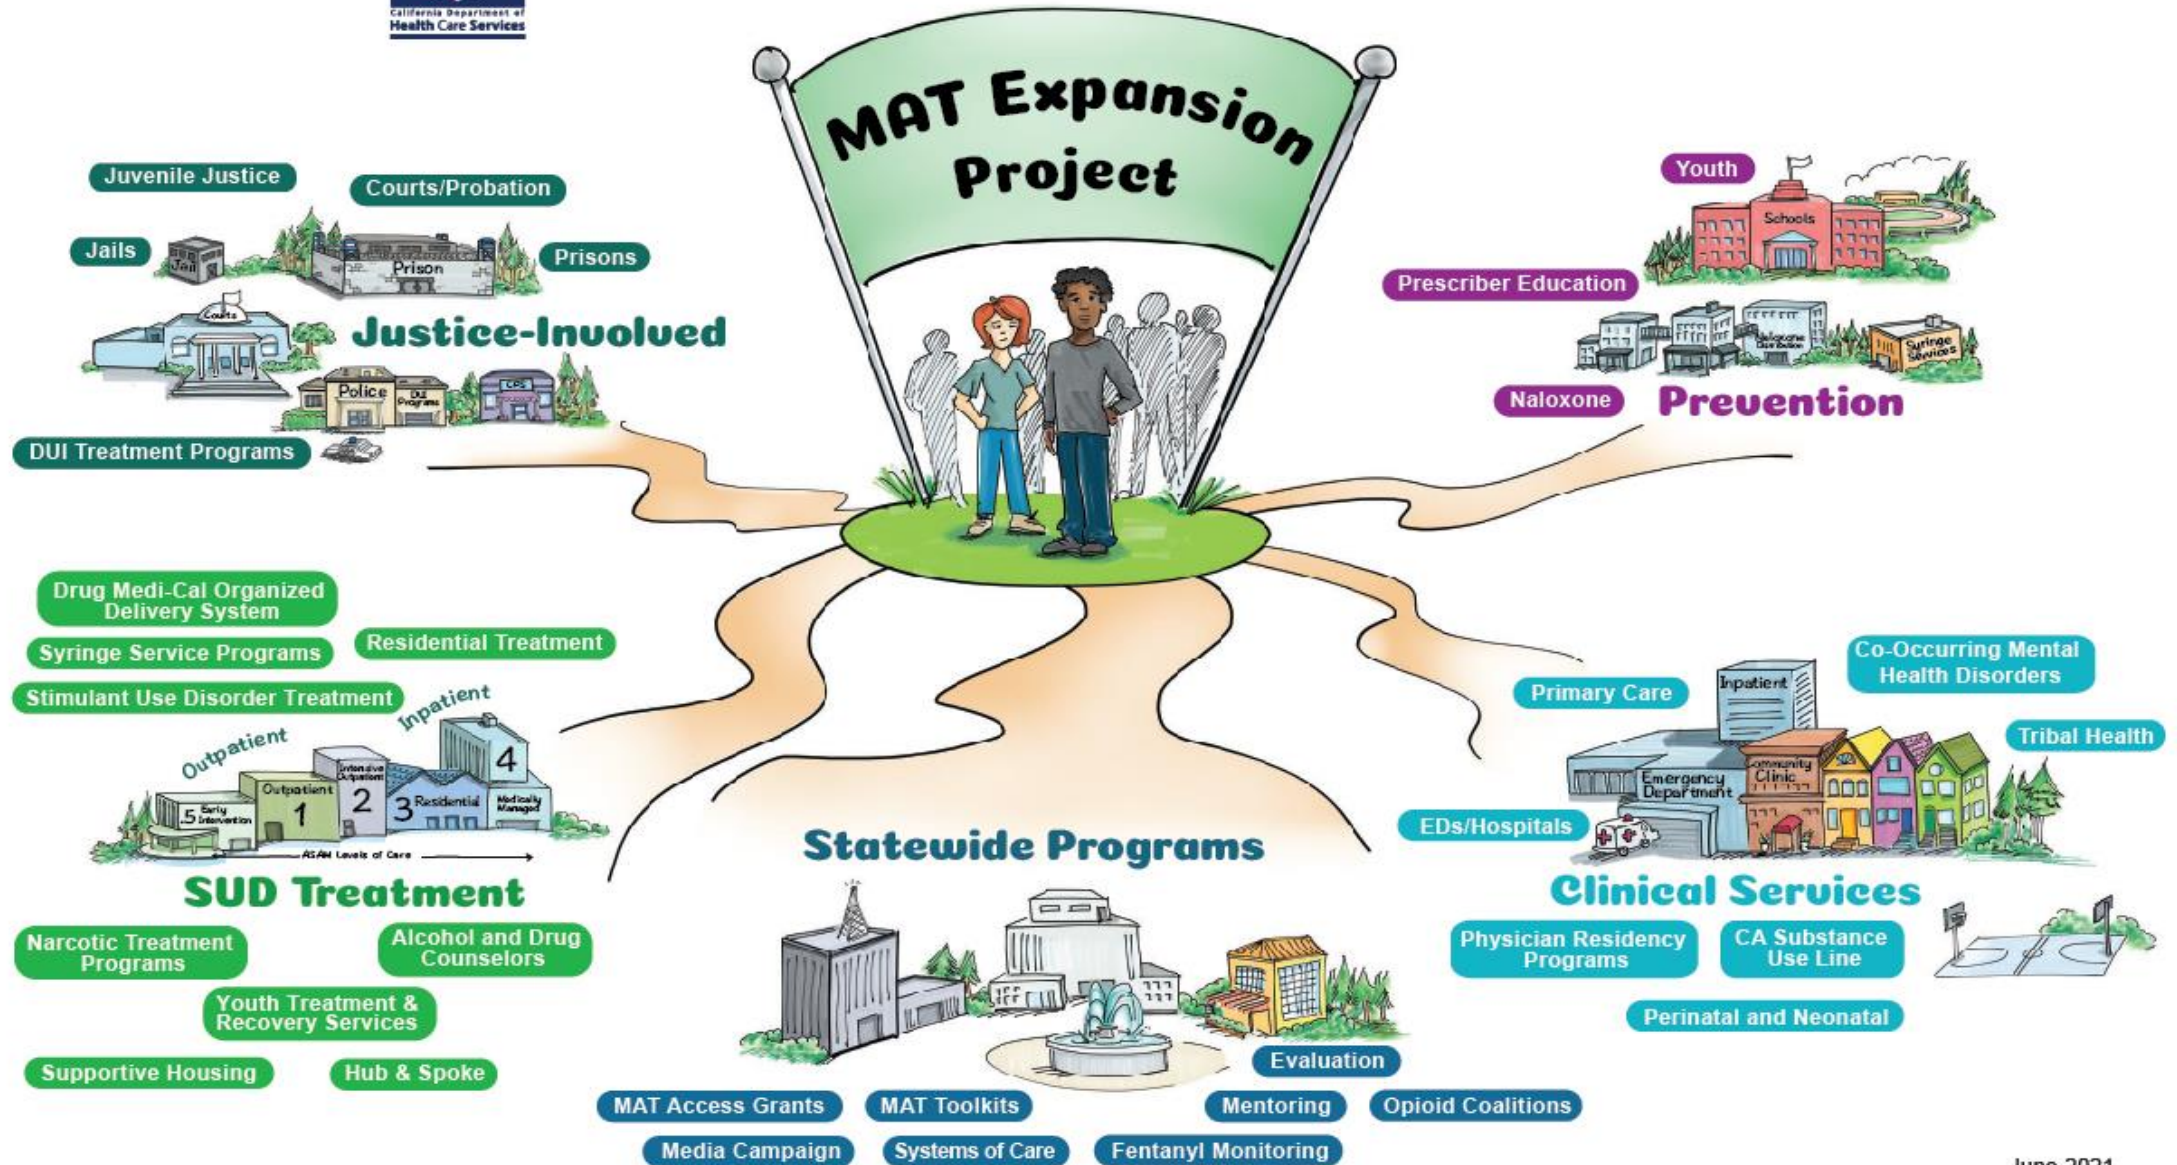 California Department of
Health Care Services
MAT Expansion
Project
Juvenile Justice
Courts/Probation
Jails
Jail
Prison
Prisons
Courts
Justice-Involved
Police
DUI
Programs
CPS
DUI Treatment Programs
Youth
Schools
Prescriber Education
Naloxone
Distribution
Syringe
Services
Naloxone
Prevention
Drug Medi-Cal Organized
Delivery System
Syringe Service Programs
Residential Treatment
Stimulant Use Disorder Treatment
Outpatient
Inpatient
.5 Early
Intervention
Outpatient
1
Intensive
Outpatient
2
3 Residential
4
Medically
Managed
ASAM Levels of Care
SUD Treatment
Narcotic Treatment
Programs
Alcohol and Drug
Counselors
Youth Treatment &
Recovery Services
Supportive Housing
Hub & Spoke
Statewide Programs
Evaluation
MAT Access Grants
MAT Toolkits
Mentoring
Opioid Coalitions
Media Campaign
Systems of Care
Fentanyl Monitoring
Co-Occurring Mental
Health Disorders
Primary Care
Inpatient
Tribal Health
Emergency
Department
Community
Clinic
EDs/Hospitals
Clinical Services
Physician Residency
Programs
CA Substance
Use Line
Perinatal and Neonatal
June 2021